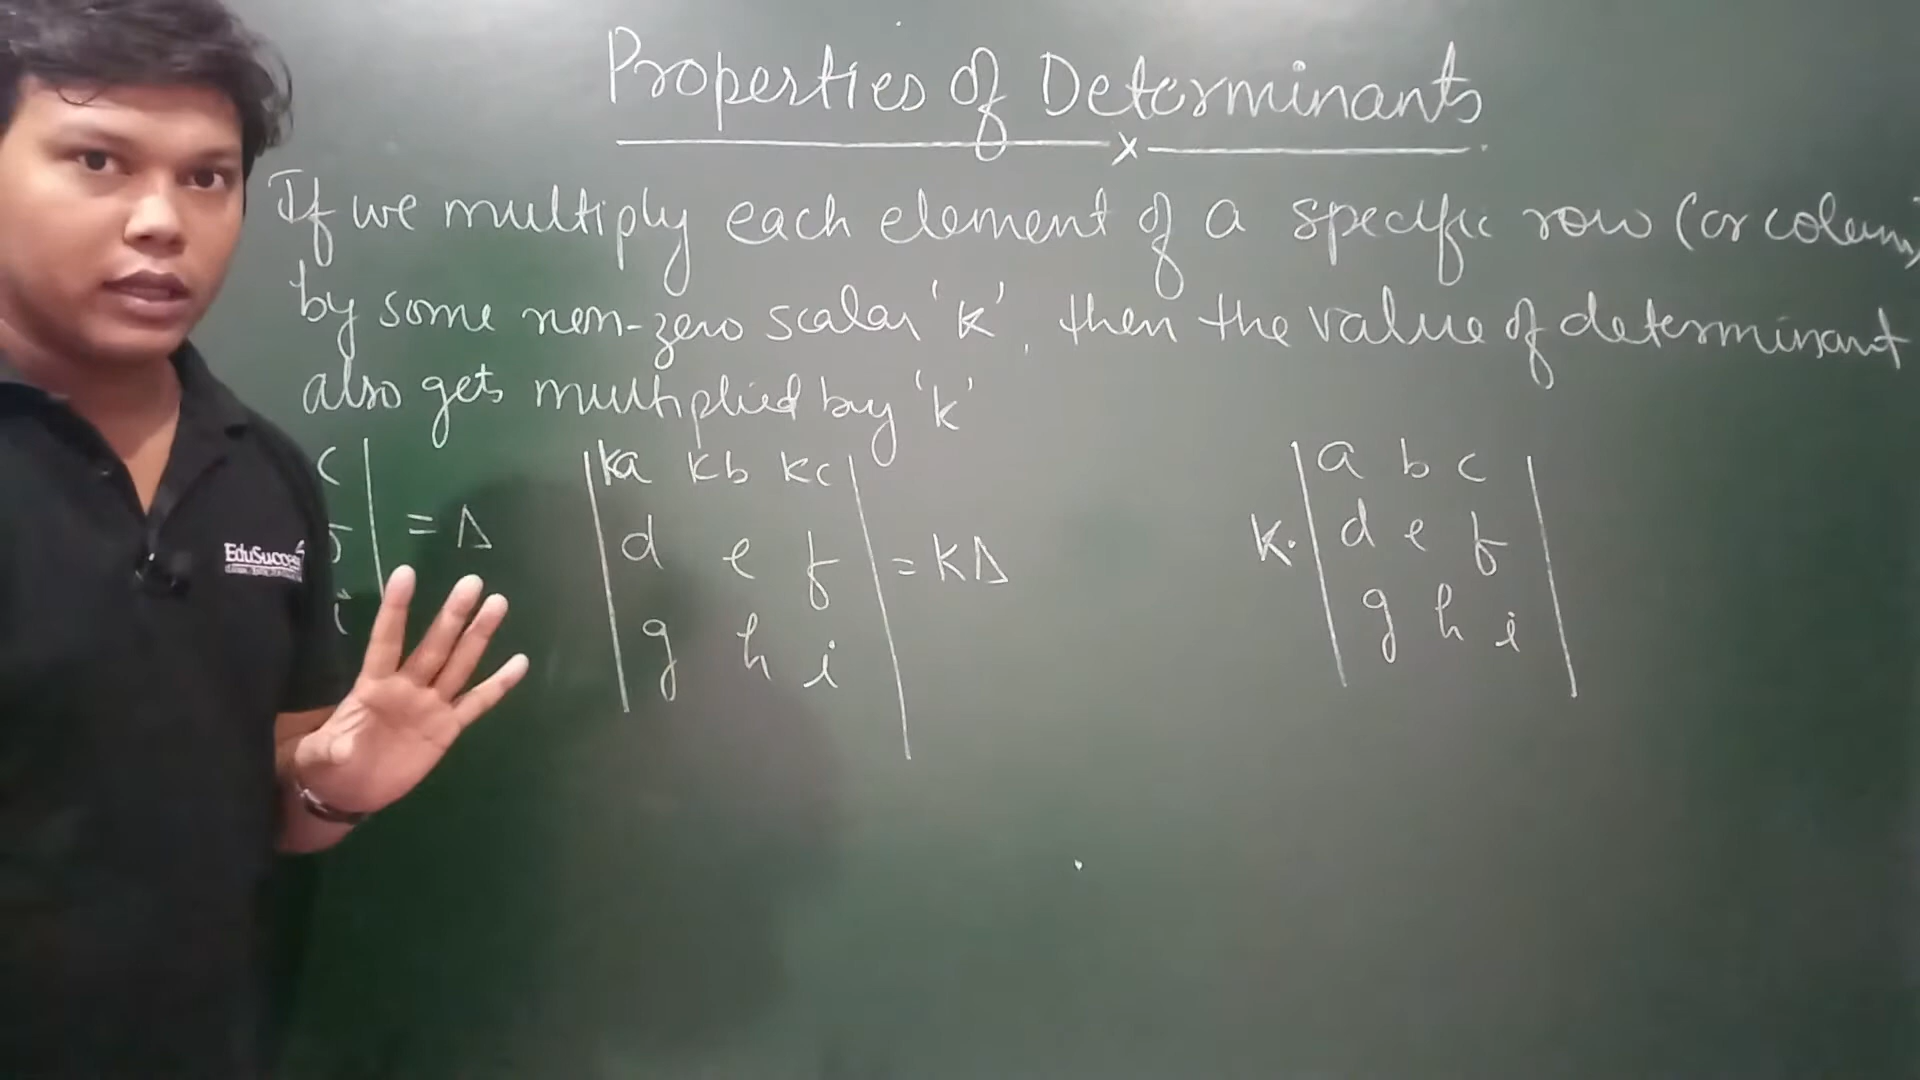 Properties of Determinants
x
If we multiply each element of a specific row (or colum)
by some non-zero scalar 'k', then the value of determinant
also gets multiplied by 'k'
c | = Δ
i
|ka kb kc|
|d e f| = kΔ
|g h i|
|a b c|
k. |d e f|
|g h i|
EduSuccess